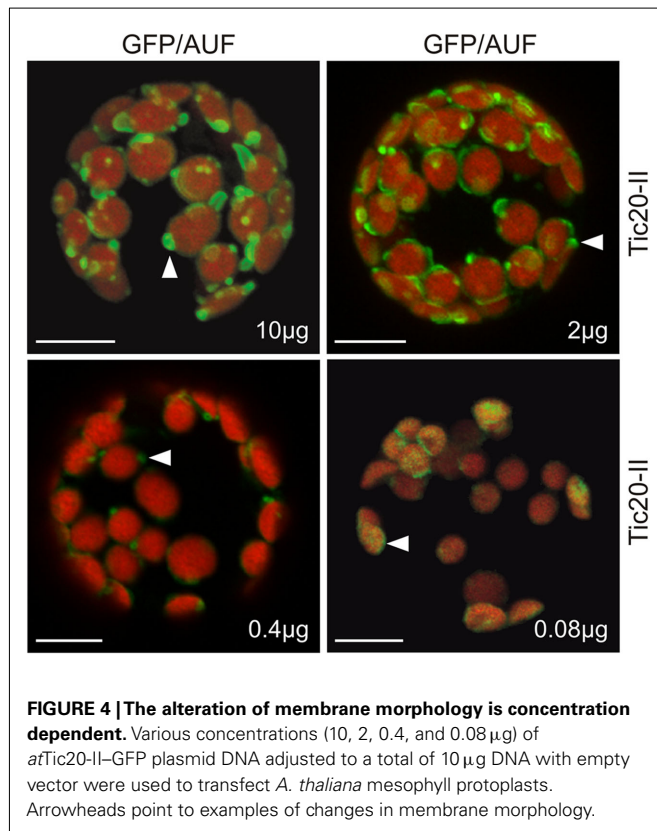 GFP/AUF
GFP/AUF
10µg
2µg
Tic20-II
0.4µg
0.08µg
Tic20-II
FIGURE 4 | The alteration of membrane morphology is concentration
dependent. Various concentrations (10, 2, 0.4, and 0.08 µg) of
atTic20-II–GFP plasmid DNA adjusted to a total of 10 µg DNA with empty
vector were used to transfect A. thaliana mesophyll protoplasts.
Arrowheads point to examples of changes in membrane morphology.